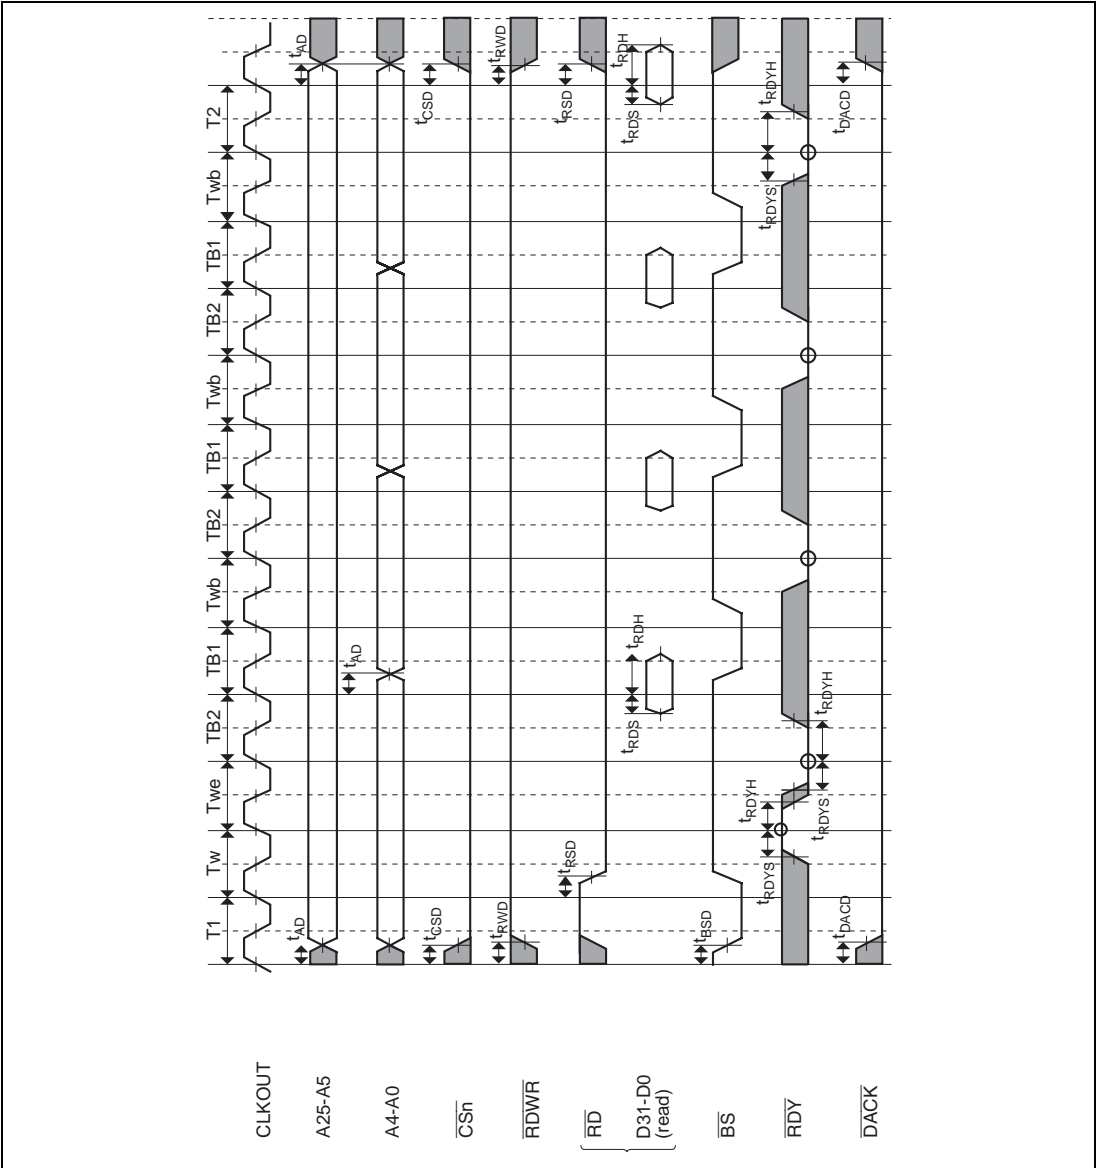 T1 Tw Twe TB2 TB1 Twb TB2 TB1 Twb TB2 TB1 Twb T2
CLKOUT
tAD tAD
A25-A5
tAD
A4-A0
tCSD tCSD
CSn
tRWD tRWD
RDWR
tRSD tRSD
RD
tRDS tRDH tRDS tRDH
D31-D0
(read)
tBSD
BS
tRDYS tRDYH tRDYS tRDYH
RDY
tRDYS tRDYH
tDACD tDACD
DACK